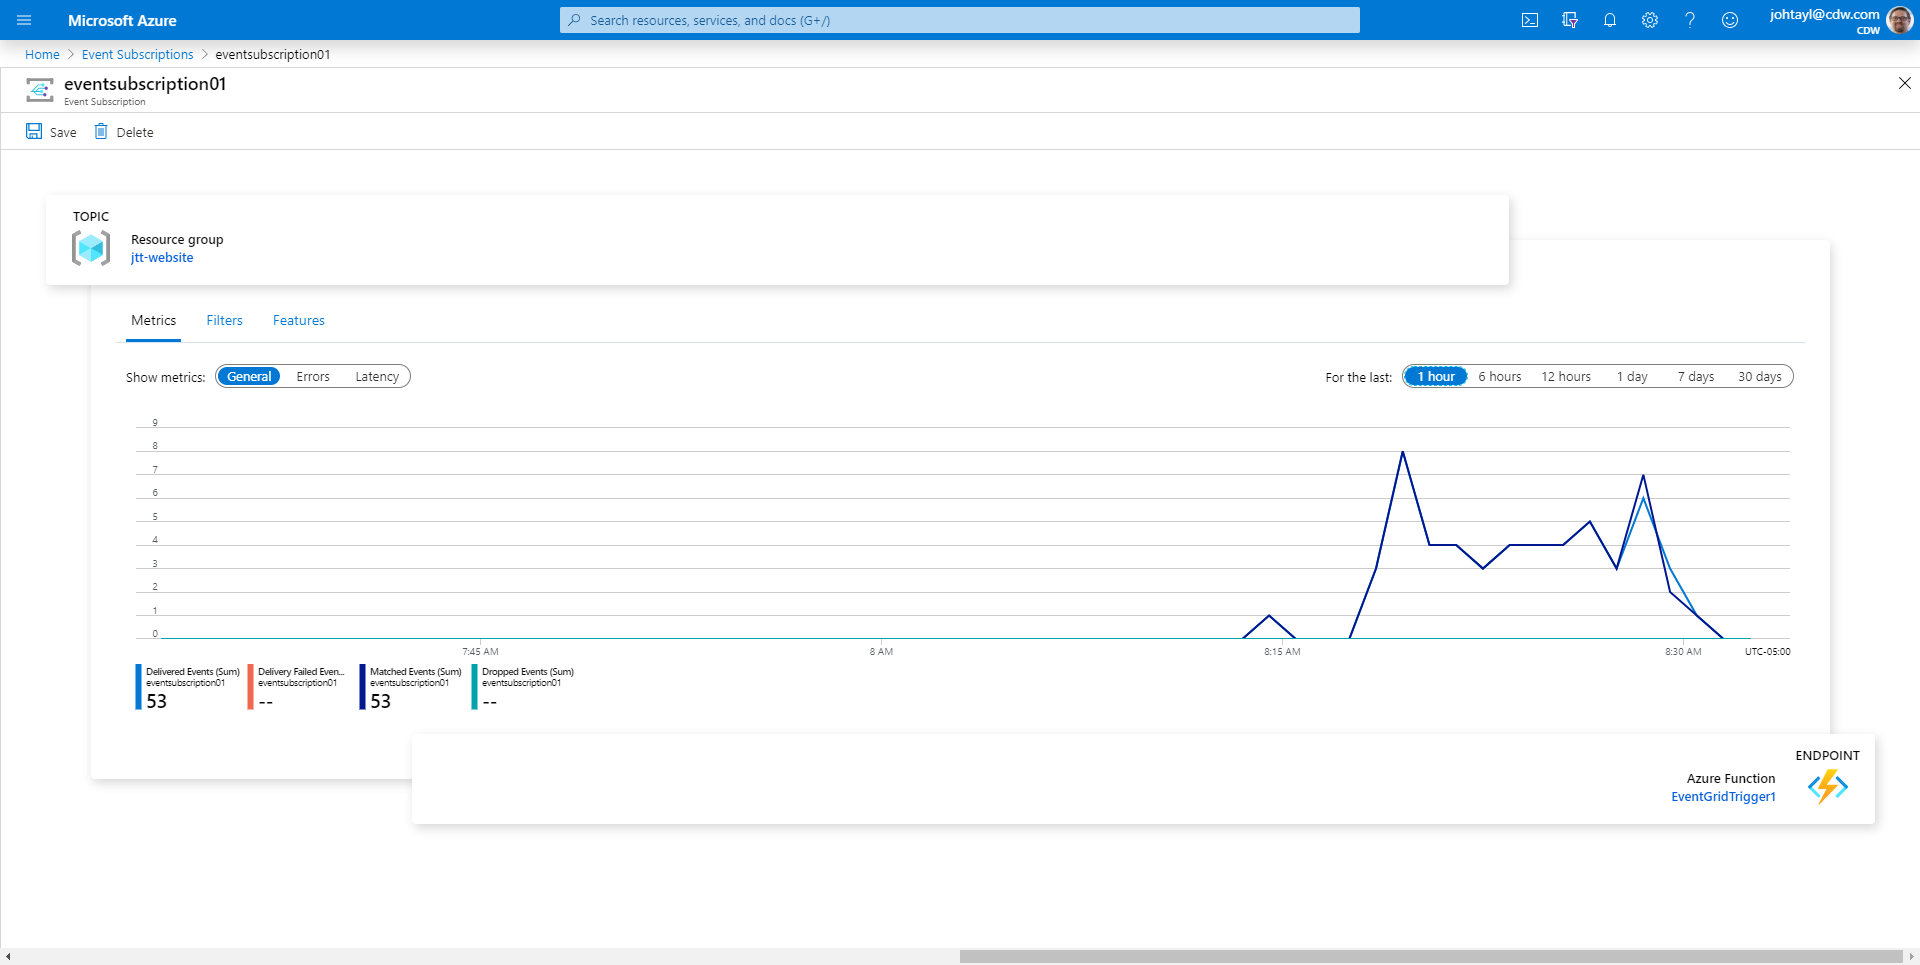 Microsoft Azure
Search resources, services, and docs (G+/)
johtayl@cdw.com
CDW
Home > Event Subscriptions > eventsubscription01
eventsubscription01
Event Subscription
Save Delete
TOPIC
Resource group
jtt-website
Metrics Filters Features
Show metrics: General Errors Latency
For the last: 1 hour 6 hours 12 hours 1 day 7 days 30 days
9
8
7
6
5
4
3
2
1
0
7:45 AM 8 AM 8:15 AM 8:30 AM UTC-05:00
Delivered Events (Sum)
eventsubscription01
53
Delivery Failed Even...
eventsubscription01
--
Matched Events (Sum)
eventsubscription01
53
Dropped Events (Sum)
eventsubscription01
--
ENDPOINT
Azure Function
EventGridTrigger1